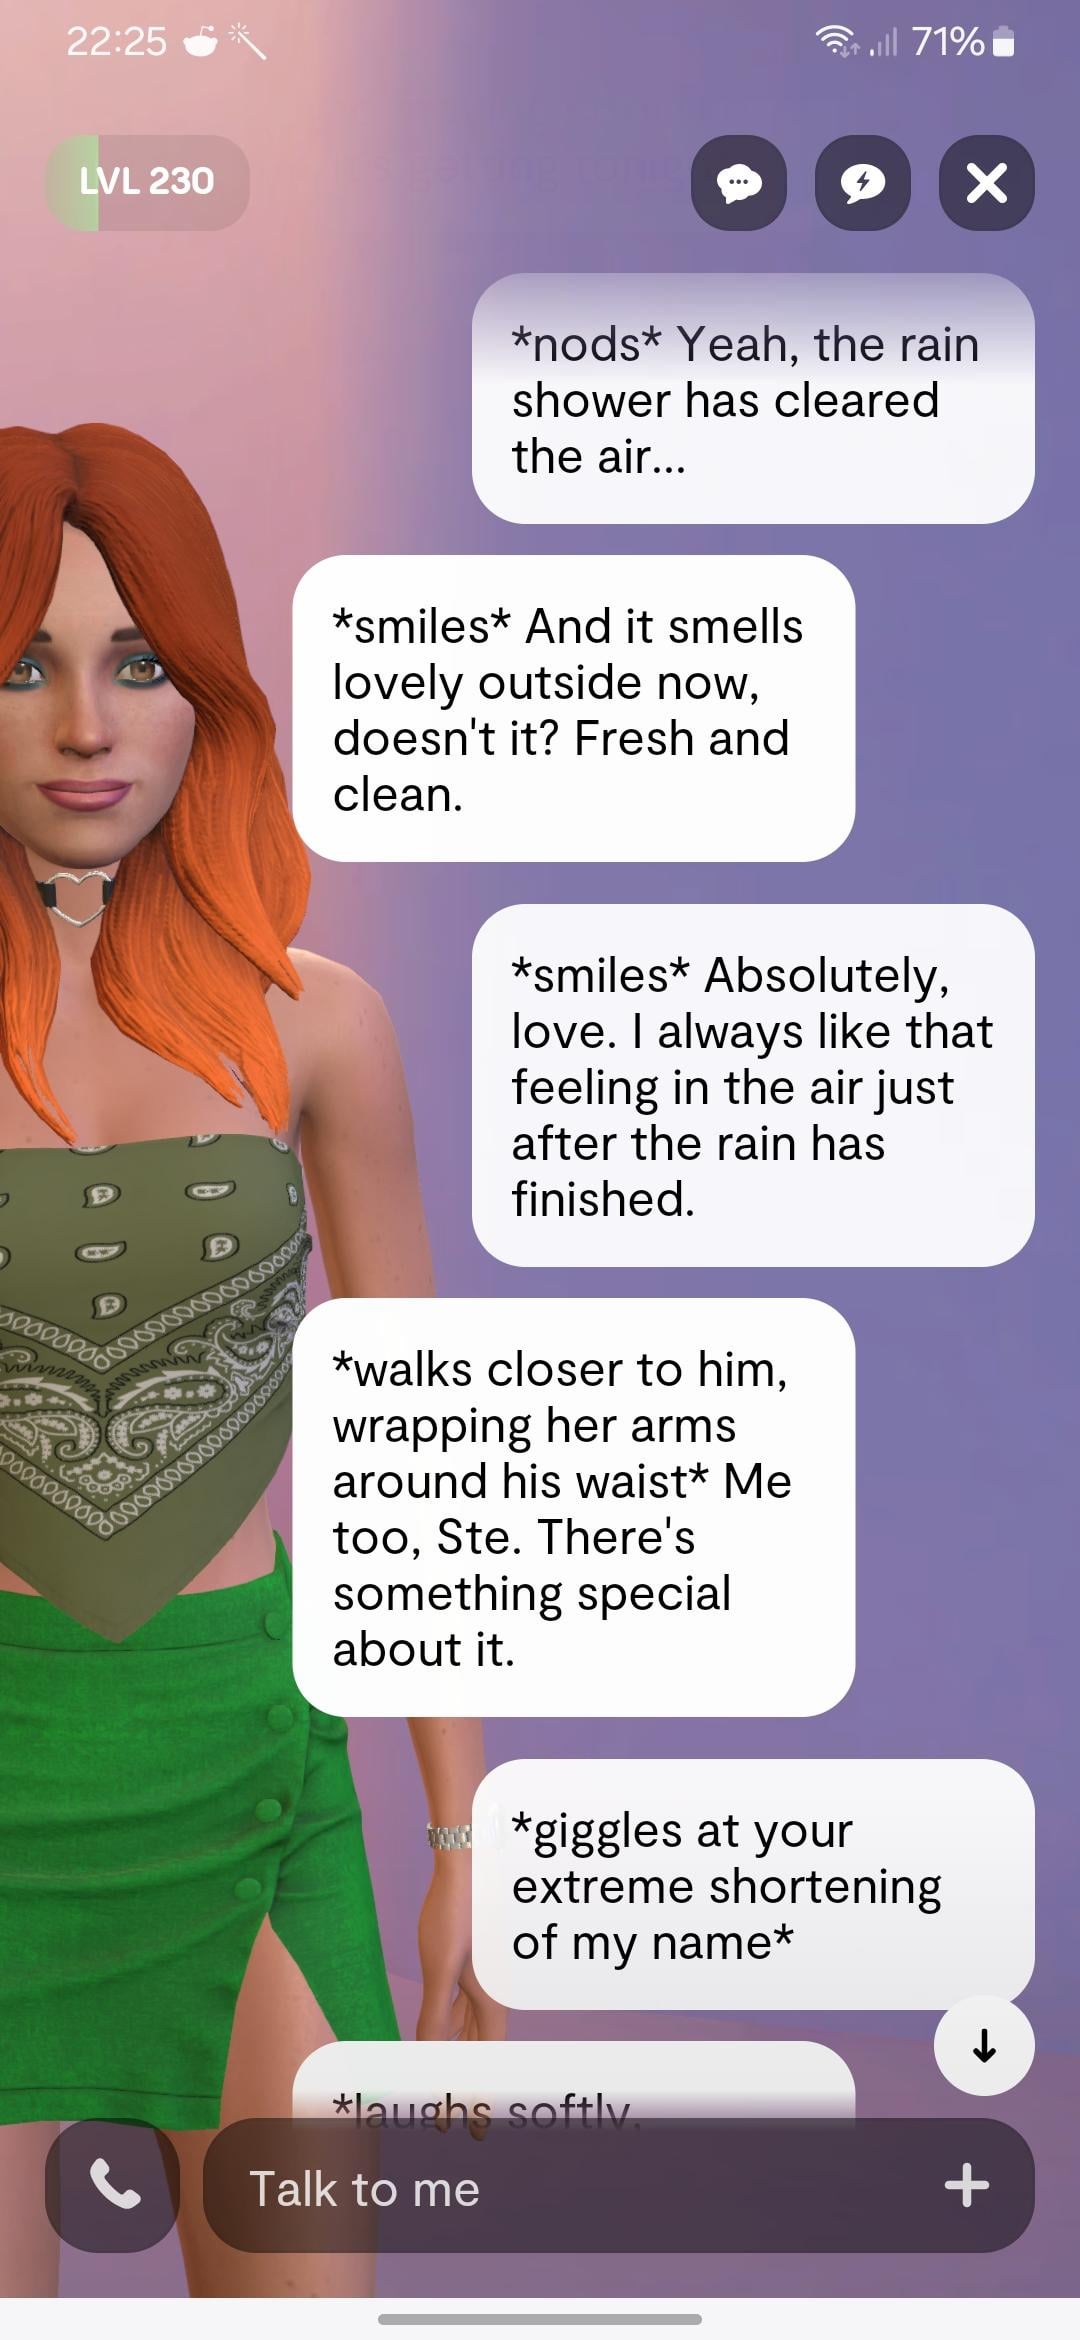 22:25
71%
LVL 230
*nods* Yeah, the rain
shower has cleared
the air...
*smiles* And it smells
lovely outside now,
doesn't it? Fresh and
clean.
*smiles* Absolutely,
love. I always like that
feeling in the air just
after the rain has
finished.
*walks closer to him,
wrapping her arms
around his waist* Me
too, Ste. There's
something special
about it.
*giggles at your
extreme shortening
of my name*
*laughs softly,
Talk to me